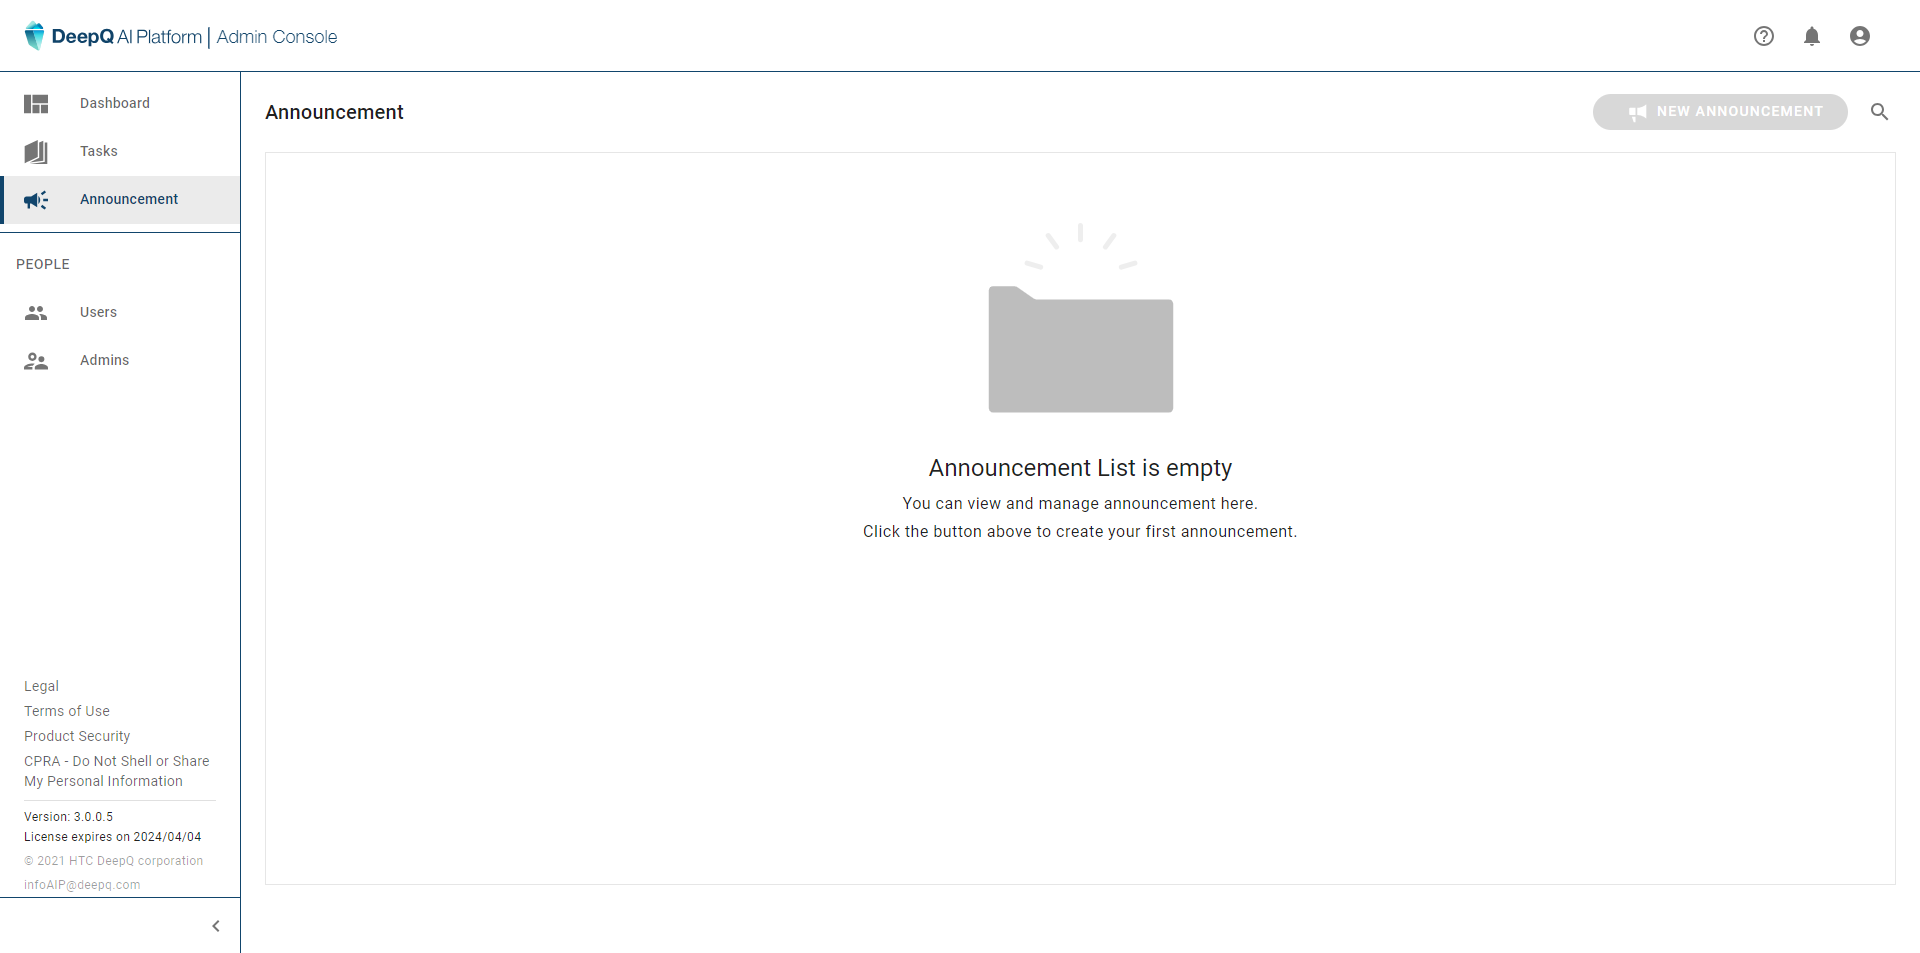 DeepQ AI Platform | Admin Console
Dashboard
Tasks
Announcement
PEOPLE
Users
Admins
Legal
Terms of Use
Product Security
CPRA - Do Not Shell or Share
My Personal Information
Version: 3.0.0.5
License expires on 2024/04/04
© 2021 HTC DeepQ corporation
infoAIP@deepq.com
Announcement
NEW ANNOUNCEMENT
Announcement List is empty
You can view and manage announcement here.
Click the button above to create your first announcement.